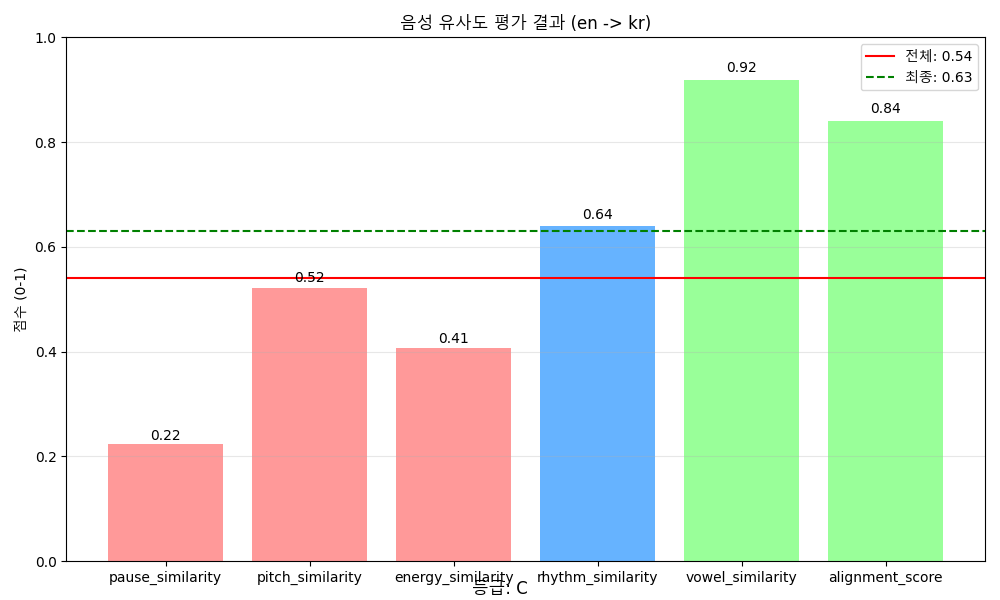 음성 유사도 평가 결과 (en -> kr)
전체: 0.54
최종: 0.63
점수 (0-1)
1.0
0.8
0.6
0.4
0.2
0.0
0.22
0.52
0.41
0.64
0.92
0.84
pause_similarity
pitch_similarity
energy_similarity
rhythm_similarity
vowel_similarity
alignment_score
등급: C